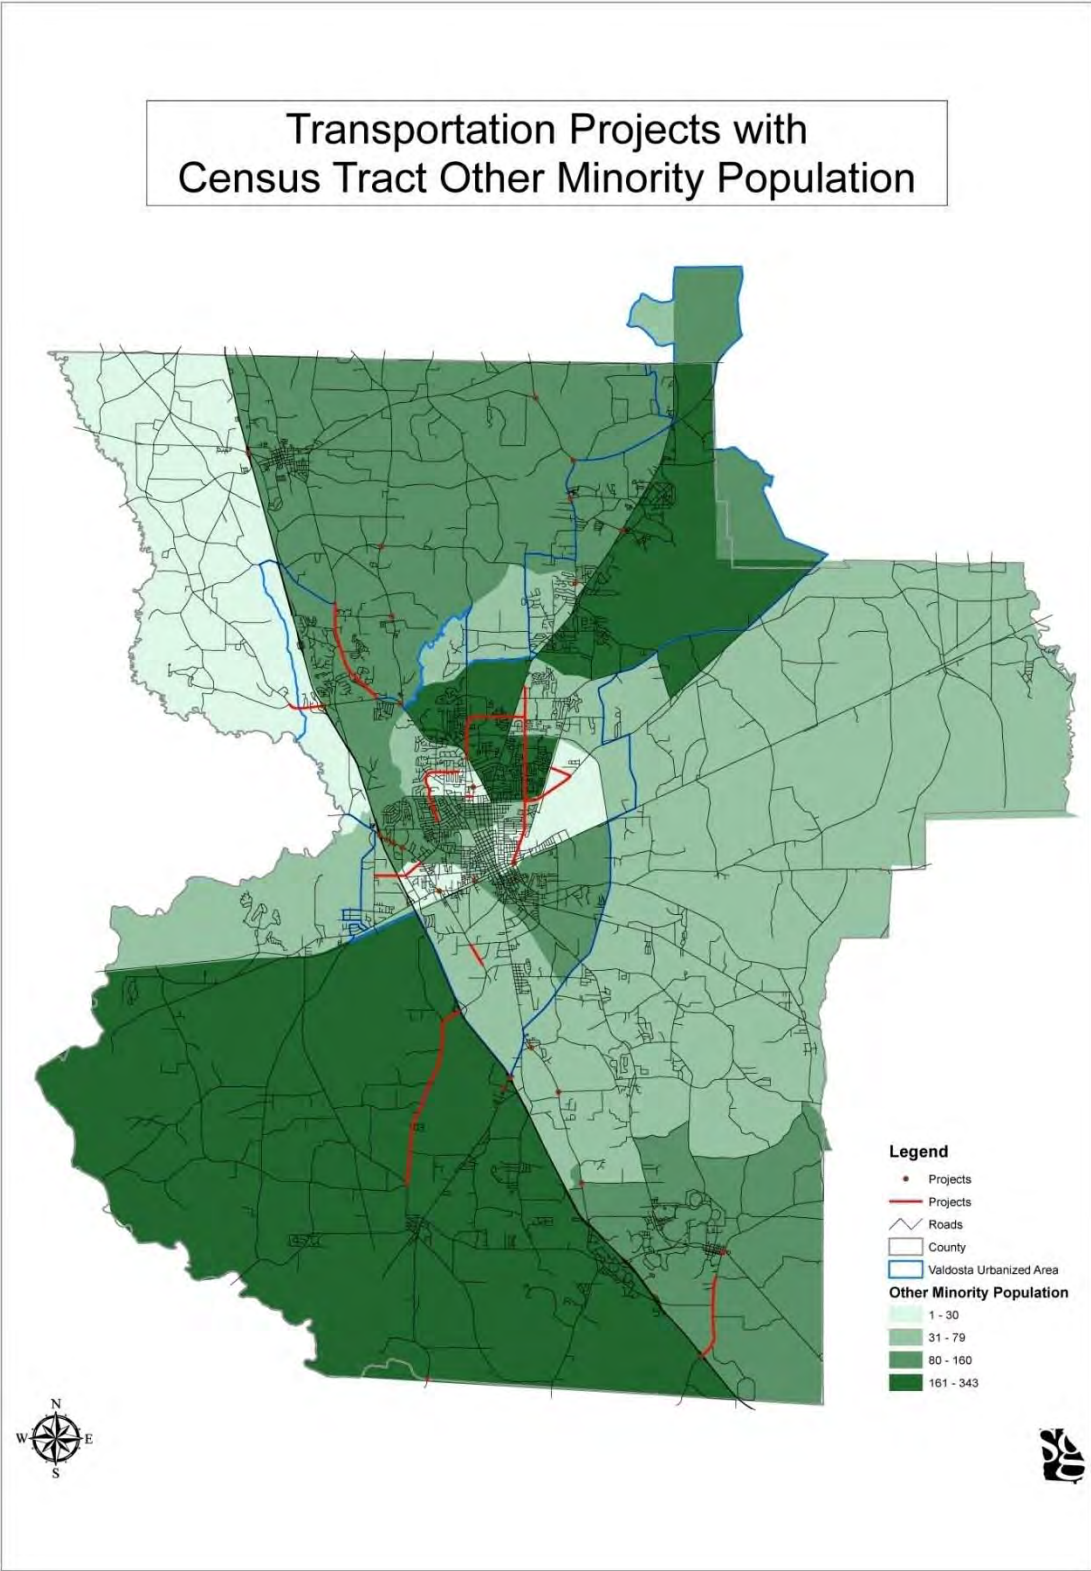 Transportation Projects with
Census Tract Other Minority Population
Legend
Projects
Projects
Roads
County
Valdosta Urbanized Area
Other Minority Population
1 - 30
31 - 79
80 - 160
161 - 343
N
W E
S